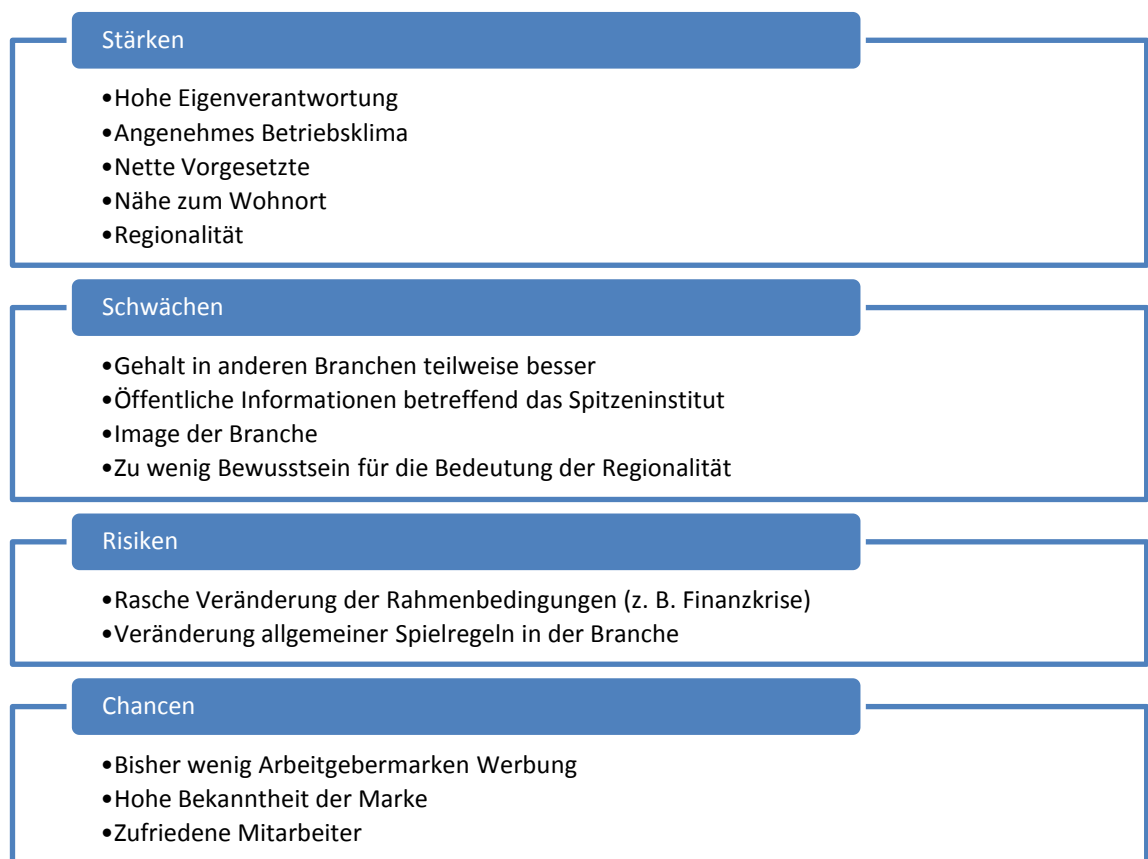 Stärken
•Hohe Eigenverantwortung
•Angenehmes Betriebsklima
•Nette Vorgesetzte
•Nähe zum Wohnort
•Regionalität
Schwächen
•Gehalt in anderen Branchen teilweise besser
•Öffentliche Informationen betreffend das Spitzeninstitut
•Image der Branche
•Zu wenig Bewusstsein für die Bedeutung der Regionalität
Risiken
•Rasche Veränderung der Rahmenbedingungen (z. B. Finanzkrise)
•Veränderung allgemeiner Spielregeln in der Branche
Chancen
•Bisher wenig Arbeitgebermarken Werbung
•Hohe Bekanntheit der Marke
•Zufriedene Mitarbeiter